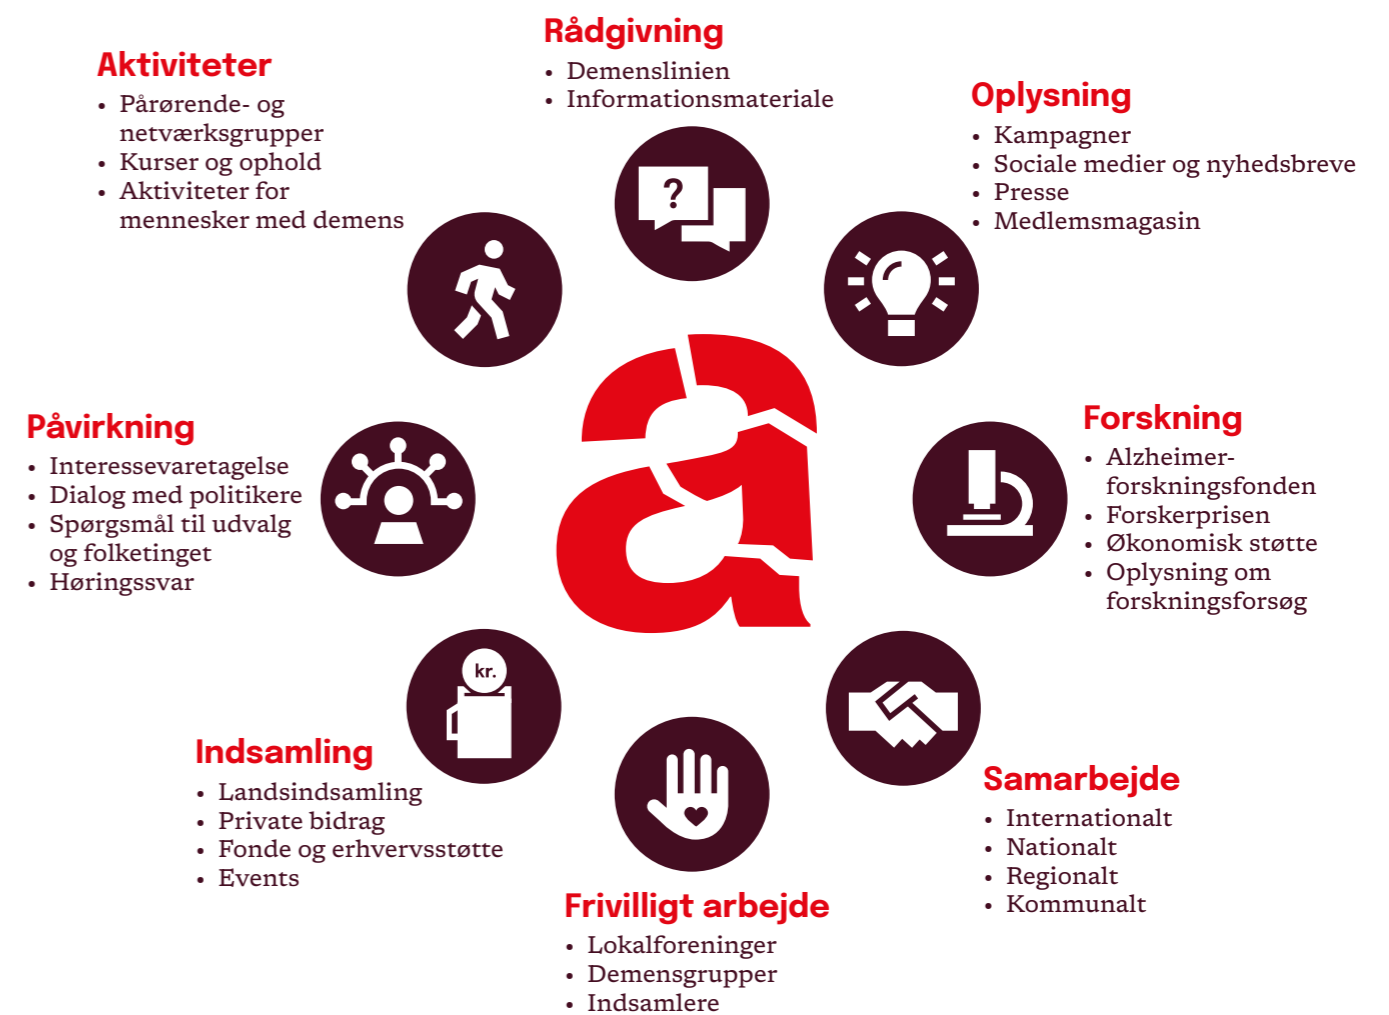 Rådgivning
• Demenslinien
• Informationsmateriale
Oplysning
• Kampagner
• Sociale medier og nyhedsbreve
• Presse
• Medlemsmagasin
Forskning
• Alzheimer-
forskningsfonden
• Forskerprisen
• Økonomisk støtte
• Oplysning om
forskningsforsøg
Samarbejde
• Internationalt
• Nationalt
• Regionalt
• Kommunalt
Frivilligt arbejde
• Lokalforeninger
• Demensgrupper
• Indsamlere
Indsamling
• Landsindsamling
• Private bidrag
• Fonde og erhvervsstøtte
• Events
Påvirkning
• Interessevaretagelse
• Dialog med politikere
• Spørgsmål til udvalg
og folketinget
• Høringssvar
Aktiviteter
• Pårørende- og
netværksgrupper
• Kurser og ophold
• Aktiviteter for
mennesker med demens
?
kr.
a